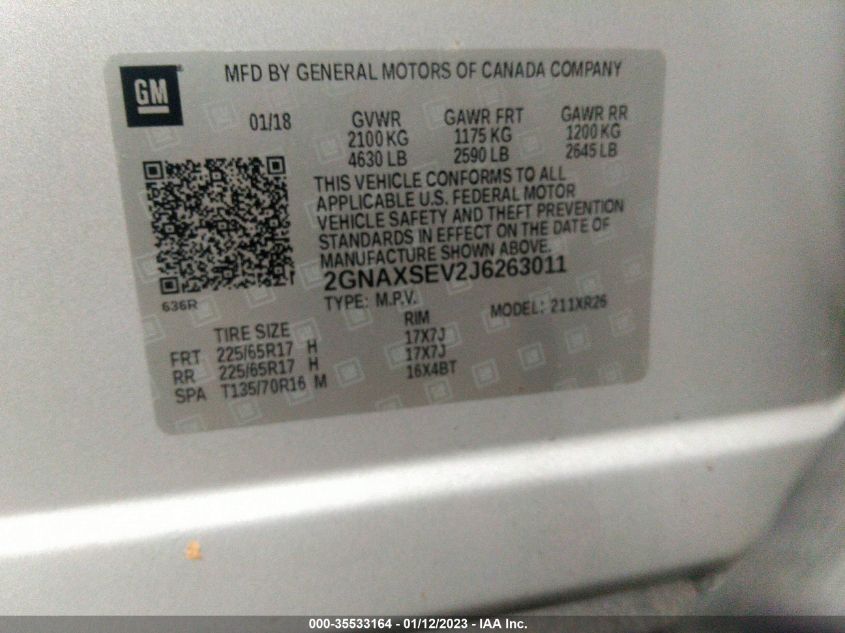 GM
MFD BY GENERAL MOTORS OF CANADA COMPANY
01/18 GVWR GAWR FRT GAWR RR
2100 KG 1175 KG 1200 KG
4630 LB 2590 LB 2645 LB
THIS VEHICLE CONFORMS TO ALL
APPLICABLE U.S. FEDERAL MOTOR
VEHICLE SAFETY AND THEFT PREVENTION
STANDARDS IN EFFECT ON THE DATE OF
MANUFACTURE SHOWN ABOVE.
2GNAXSEV2J6263011
636R
TYPE: M.P.V. MODEL: 211XR26
TIRE SIZE RIM
FRT 225/65R17 H 17X7J
RR 225/65R17 H 17X7J
SPA T135/70R16 M 16X4BT
000-35533164 - 01/12/2023 - IAA Inc.